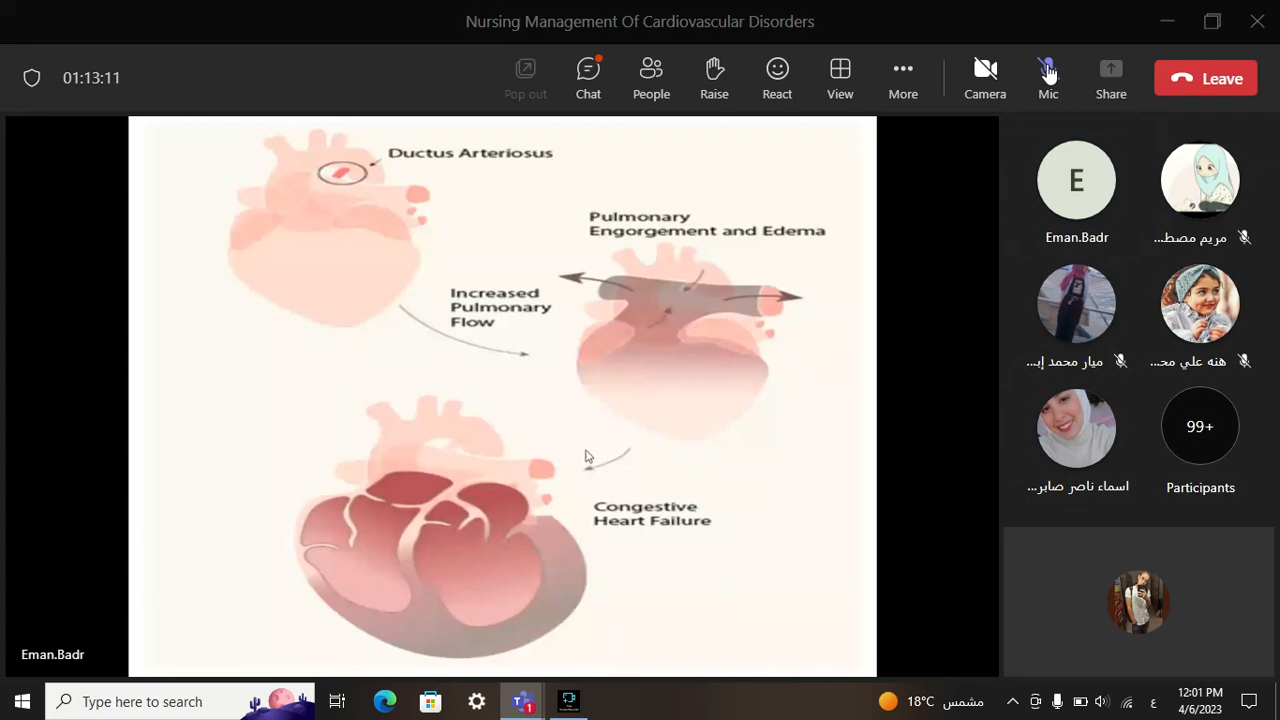 Nursing Management Of Cardiovascular Disorders
01:13:11
Pop out
Chat
People
Raise
React
View
More
Camera
Mic
Share
Leave
Ductus Arteriosus
Pulmonary
Engorgement and Edema
Increased
Pulmonary
Flow
Congestive
Heart Failure
Eman.Badr
E
Eman.Badr
مريم مصط...
ميار محمد إبـ...
هنه علي محـ...
اسماء ناصر صابر...
99+
Participants
Type here to search
1
18°C
مشمس
ع
12:01 PM
4/6/2023